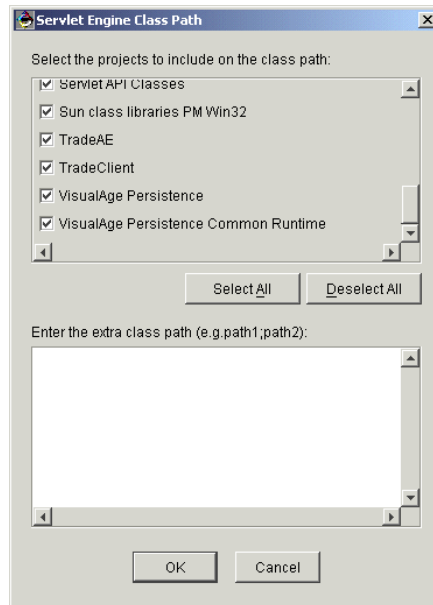 Servlet Engine Class Path
Select the projects to include on the class path:
Servlet API Classes
Sun class libraries PM Win32
TradeAE
TradeClient
VisualAge Persistence
VisualAge Persistence Common Runtime
Select All Deselect All
Enter the extra class path (e.g.path1;path2):
OK Cancel